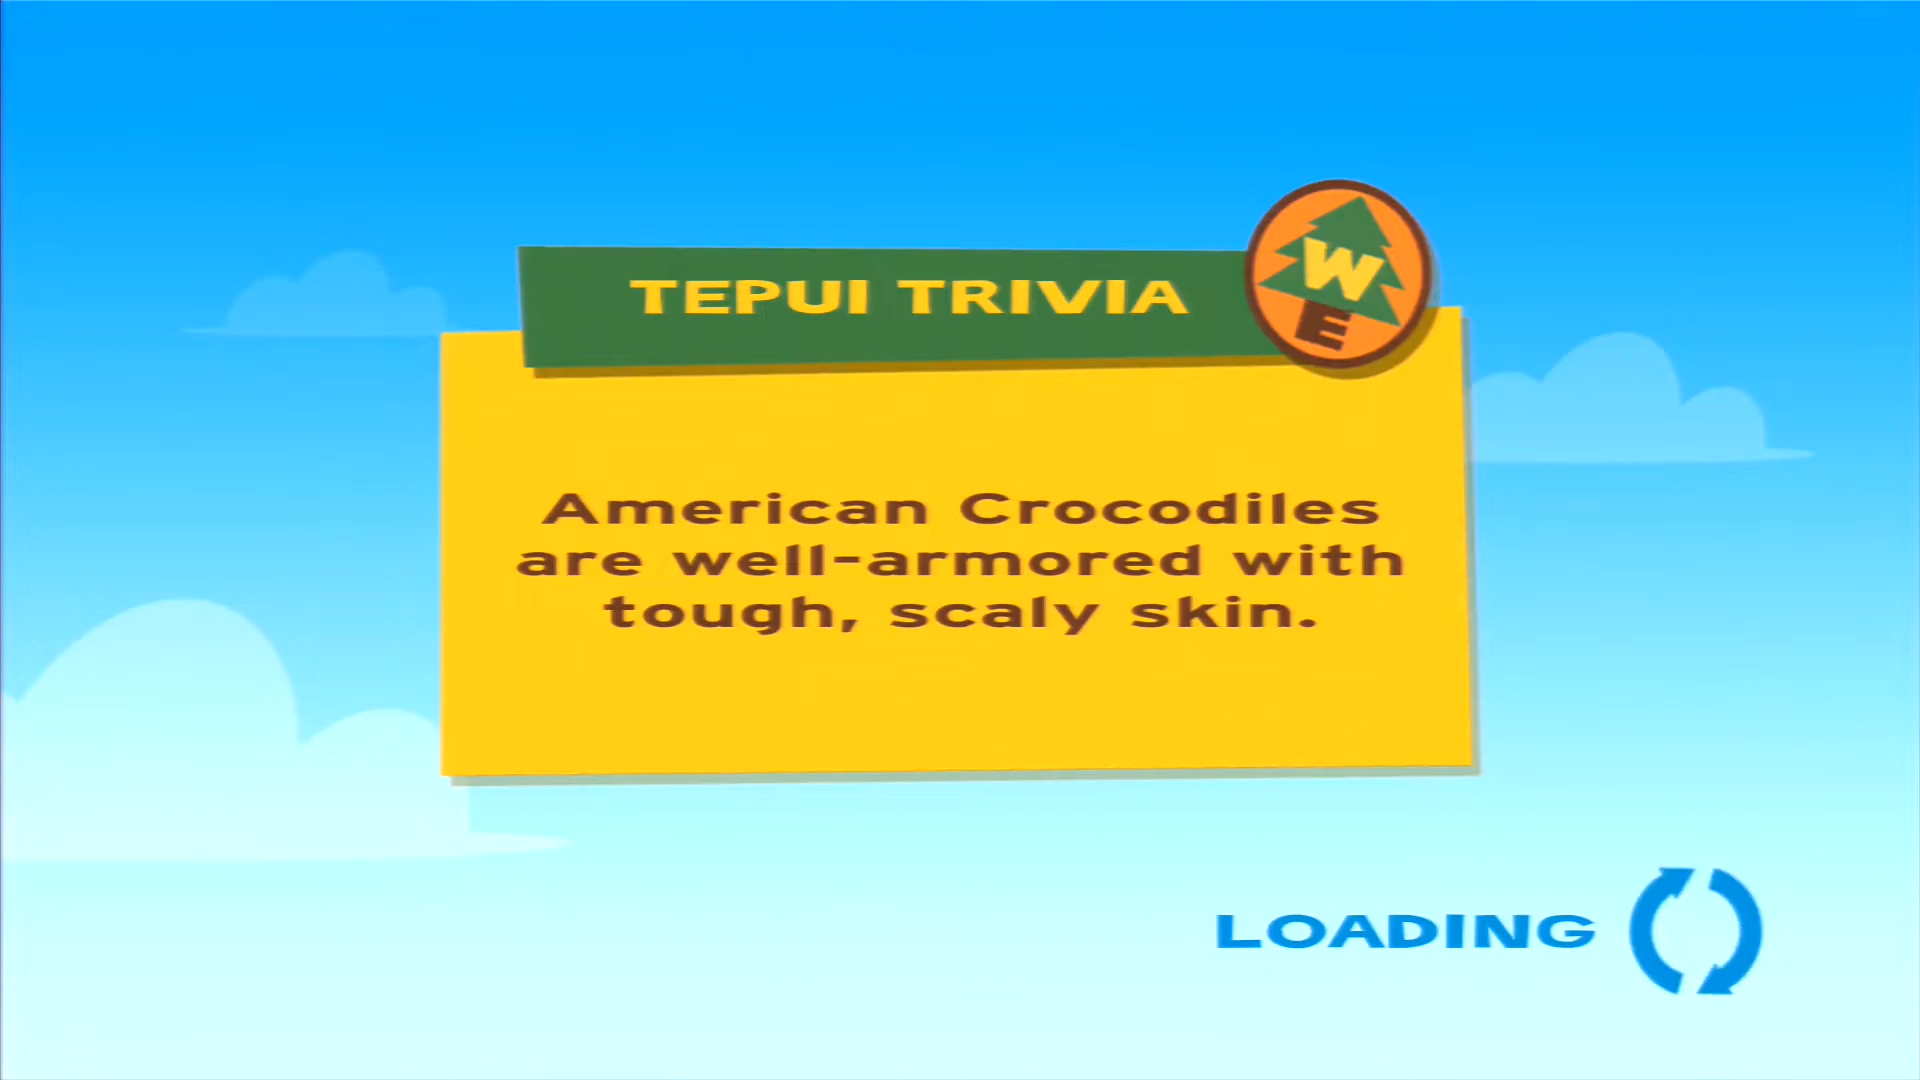 TEPUI TRIVIA
W
E
American Crocodiles
are well-armored with
tough, scaly skin.
LOADING